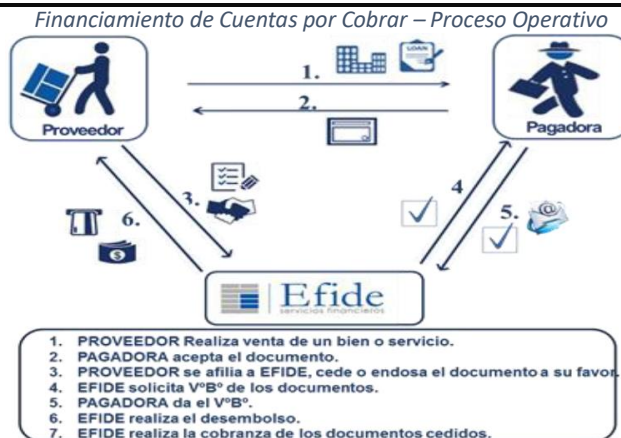 Financiamiento de Cuentas por Cobrar – Proceso Operativo
LOAN
1.
2.
Proveedor
Pagadora
3.
4
5.
6.
@
$
Efide
servicios financieros
1. PROVEEDOR Realiza venta de un bien o servicio.
2. PAGADORA acepta el documento.
3. PROVEEDOR se afilia a EFIDE, cede o endosa el documento a su favor.
4. EFIDE solicita VºBº de los documentos.
5. PAGADORA da el VºBº.
6. EFIDE realiza el desembolso.
7. EFIDE realiza la cobranza de los documentos cedidos.